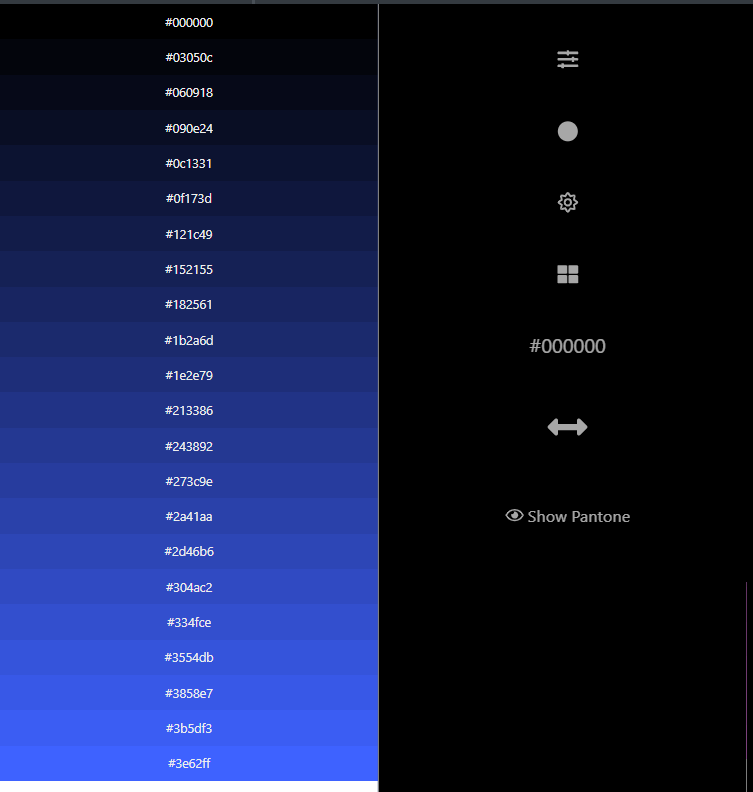 #000000
#03050c
#060918
#090e24
#0c1331
#0f173d
#121c49
#152155
#182561
#1b2a6d
#1e2e79
#213386
#243892
#273c9e
#2a41aa
#2d46b6
#304ac2
#334fce
#3554db
#3858e7
#3b5df3
#3e62ff
#000000
Show Pantone